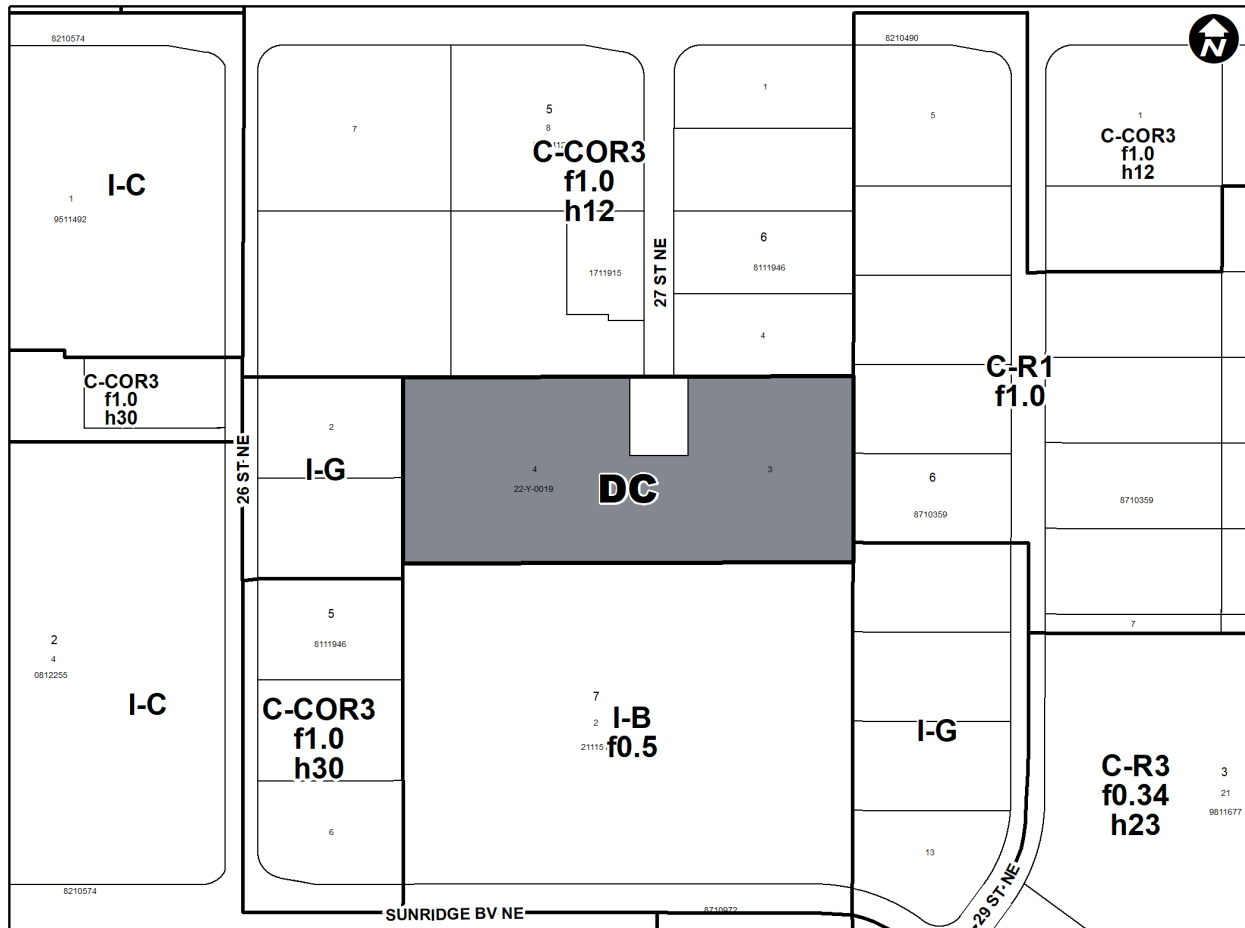 8210574
8210490
N
7
5
8
C-COR3
f1.0
h12
1
5
1
C-COR3
f1.0
h12
I-C
1
9511492
27 ST NE
6
8111946
1711915
4
C-COR3
f1.0
h30
C-R1
f1.0
26 ST NE
2
I-G
4
22-Y-0019
DC
3
6
8710359
8710359
5
8111946
7
2
4
0812255
I-C
C-COR3
f1.0
h30
7
2
21115
I-B
f0.5
I-G
C-R3
f0.34
h23
3
21
9811677
6
13
8210574
SUNRIDGE BV NE
8710972
29 ST NE